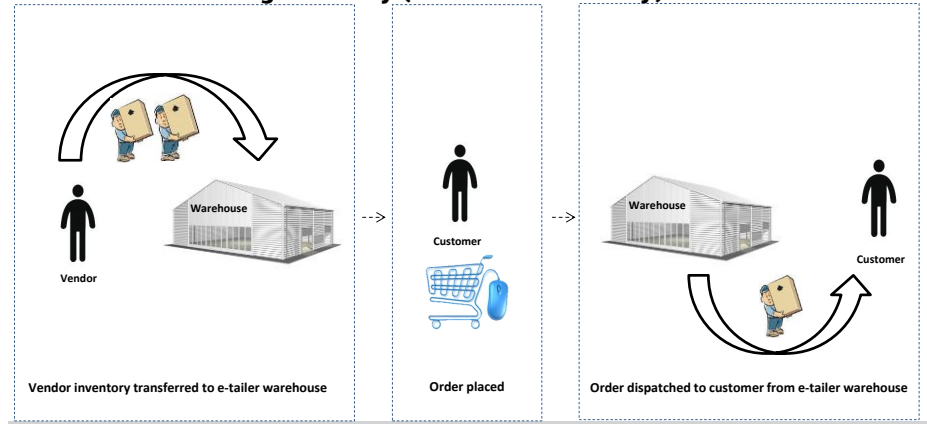 Warehouse
Vendor
Vendor inventory transferred to e-tailer warehouse
Customer
Order placed
Warehouse
Customer
Order dispatched to customer from e-tailer warehouse